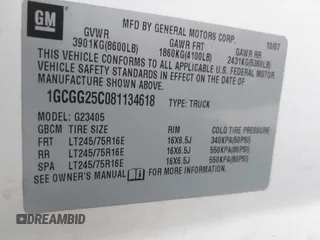 GM
MFD BY GENERAL MOTORS CORP.
10/07
GVWR GAWR FRT GAWR RR
3901KG(8600LB) 1860KG(4100LB) 2431KG(5360LB)
THIS VEHICLE CONFORMS TO ALL APPLICABLE U.S. FEDERAL
MOTOR VEHICLE SAFETY STANDARDS IN EFFECT ON THE DATE OF
MANUFACTURE SHOWN ABOVE.
1GCGG25C081134618 TYPE: TRUCK
MODEL: G23405
GBCM TIRE SIZE RIM COLD TIRE PRESSURE
FRT LT245/75R16E 16X6.5J 340KPA(50PSI)
RR LT245/75R16E 16X6.5J 550KPA(80PSI)
SPA LT245/75R16E 16X6.5J 550KPA(80PSI)
SEE OWNER'S MANUAL
DREAMBID